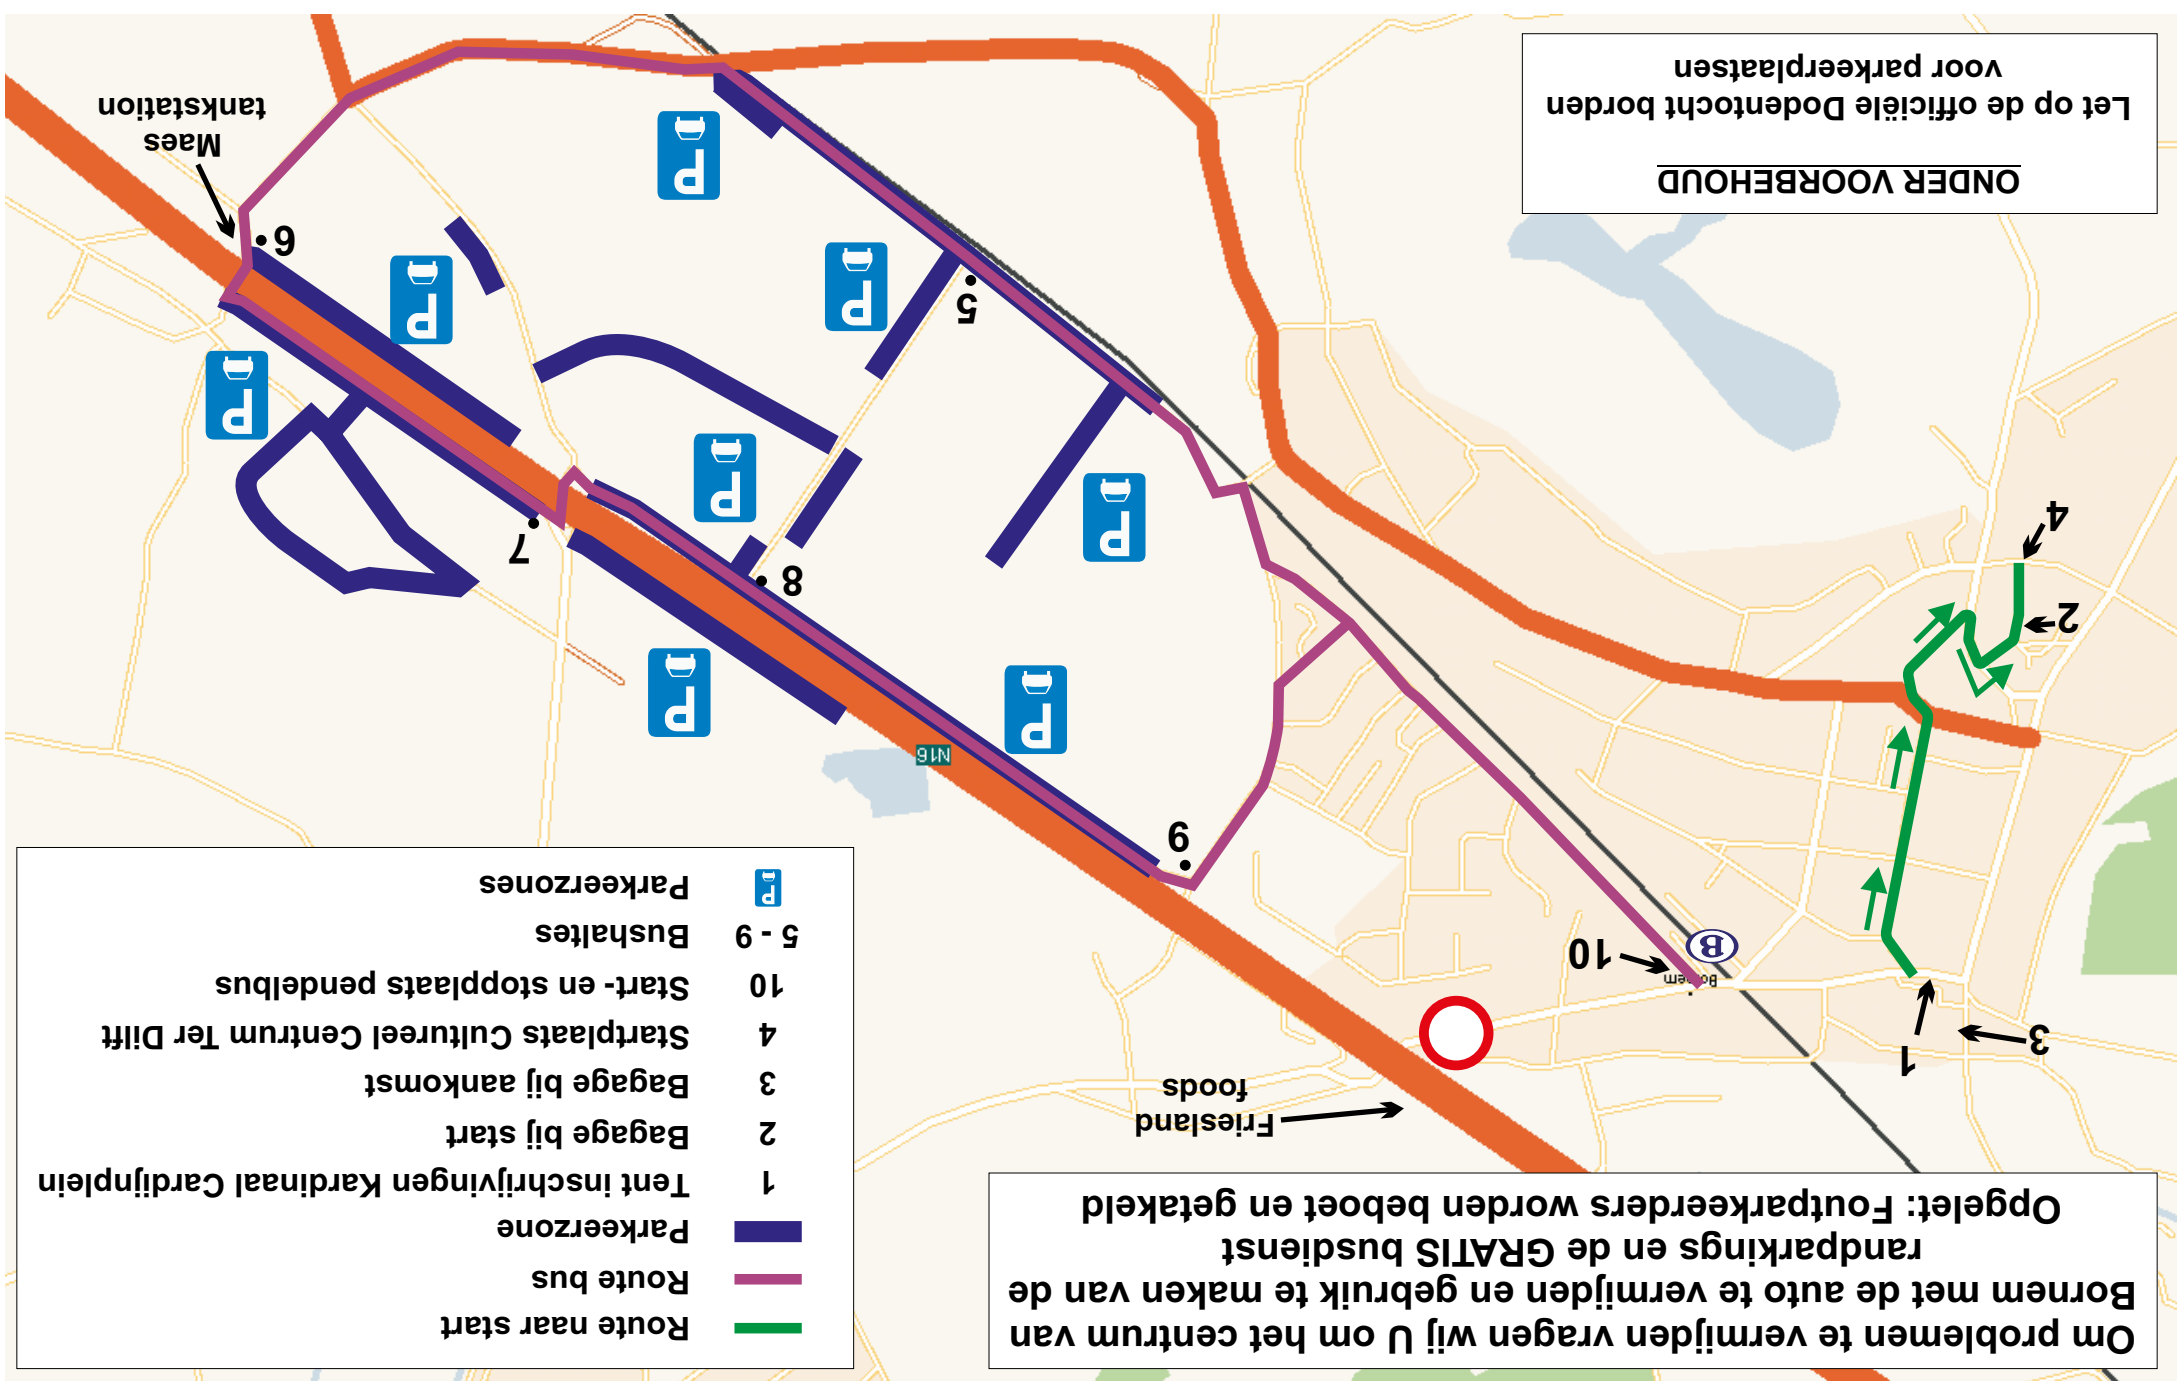 Om problemen te vermijden vragen wij U om het centrum van
Bornem met de auto te vermijden en gebruik te maken van de
randparkings en de GRATIS busdienst
Opgelet: Foutparkeerders worden beboet en getakeld
Route naar start
Route bus
Parkeerzone
1 Tent inschrijvingen Kardinaal Cardijnplein
2 Bagage bij start
3 Bagage bij aankomst
4 Startplaats Cultureel Centrum Ter Dilft
10 Start- en stopplaats pendelbus
5 - 9 Bushaltes
P Parkeerzones
Friesland
foods
1
3
10
B
Bornem
9
N16
P
P
2
8
7
4
P
P
P
5
P
P
6
P
Maes
tankstation
ONDER VOORBEHOUD
Let op de officiële Dodentocht borden
voor parkeerplaatsen